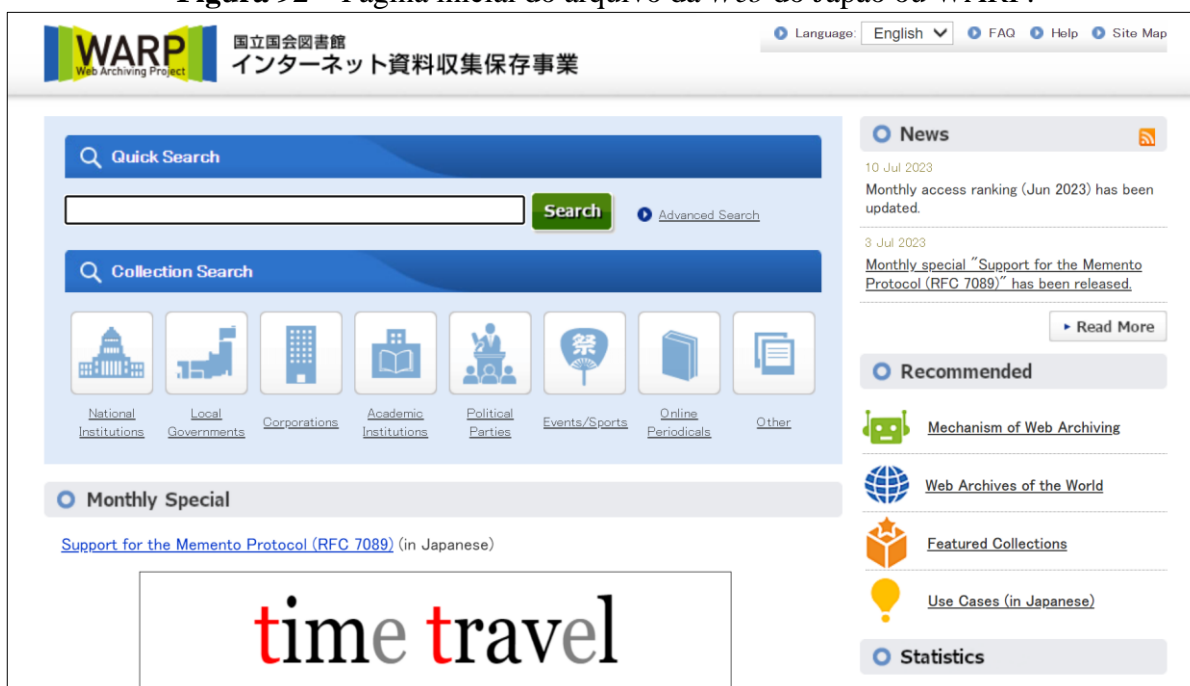 Figura 92 – Página inicial do arquivo da Web do Japão ou WARP.
WARP
Web Archiving Project
国立国会図書館
インターネット資料収集保存事業
Language: English FAQ Help Site Map
Quick Search
Search
Advanced Search
Collection Search
祭
National
Institutions
Local
Governments
Corporations
Academic
Institutions
Political
Parties
Events/Sports
Online
Periodicals
Other
Monthly Special
Support for the Memento Protocol (RFC 7089) (in Japanese)
time travel
News
10 Jul 2023
Monthly access ranking (Jun 2023) has been
updated.
3 Jul 2023
Monthly special "Support for the Memento
Protocol (RFC 7089)" has been released.
Read More
Recommended
Mechanism of Web Archiving
Web Archives of the World
Featured Collections
Use Cases (in Japanese)
Statistics